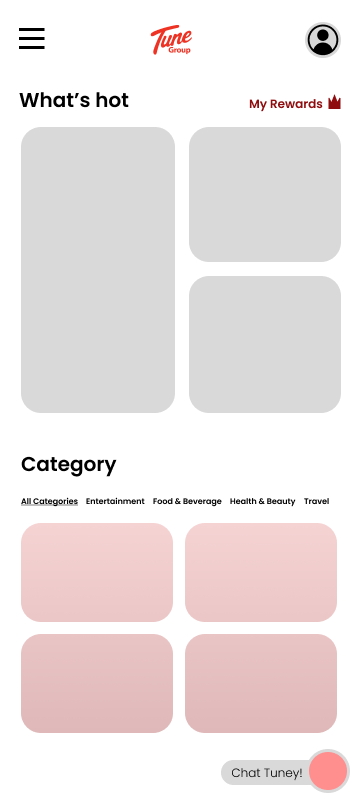 Tune
Group
What's hot
My Rewards
Category
All Categories Entertainment Food & Beverage Health & Beauty Travel
Chat Tuney!